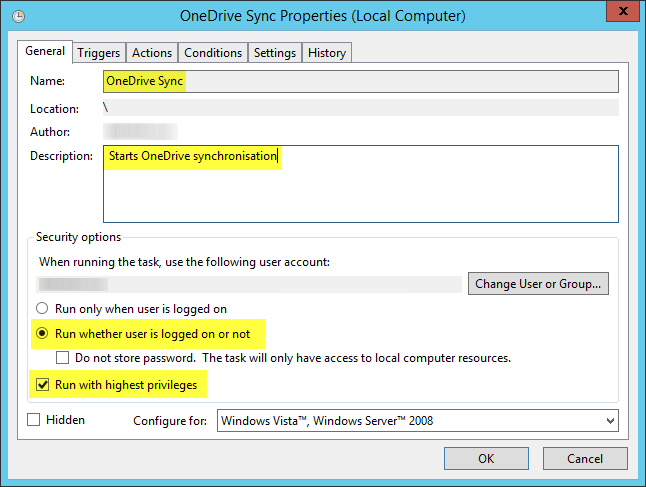 OneDrive Sync Properties (Local Computer)
x
General Triggers Actions Conditions Settings History
Name: OneDrive Sync
Location: \
Author:
Description: Starts OneDrive synchronisation
Security options
When running the task, use the following user account:
Change User or Group...
Run only when user is logged on
Run whether user is logged on or not
Do not store password. The task will only have access to local computer resources.
Run with highest privileges
Hidden Configure for: Windows Vista™, Windows Server™ 2008
OK Cancel